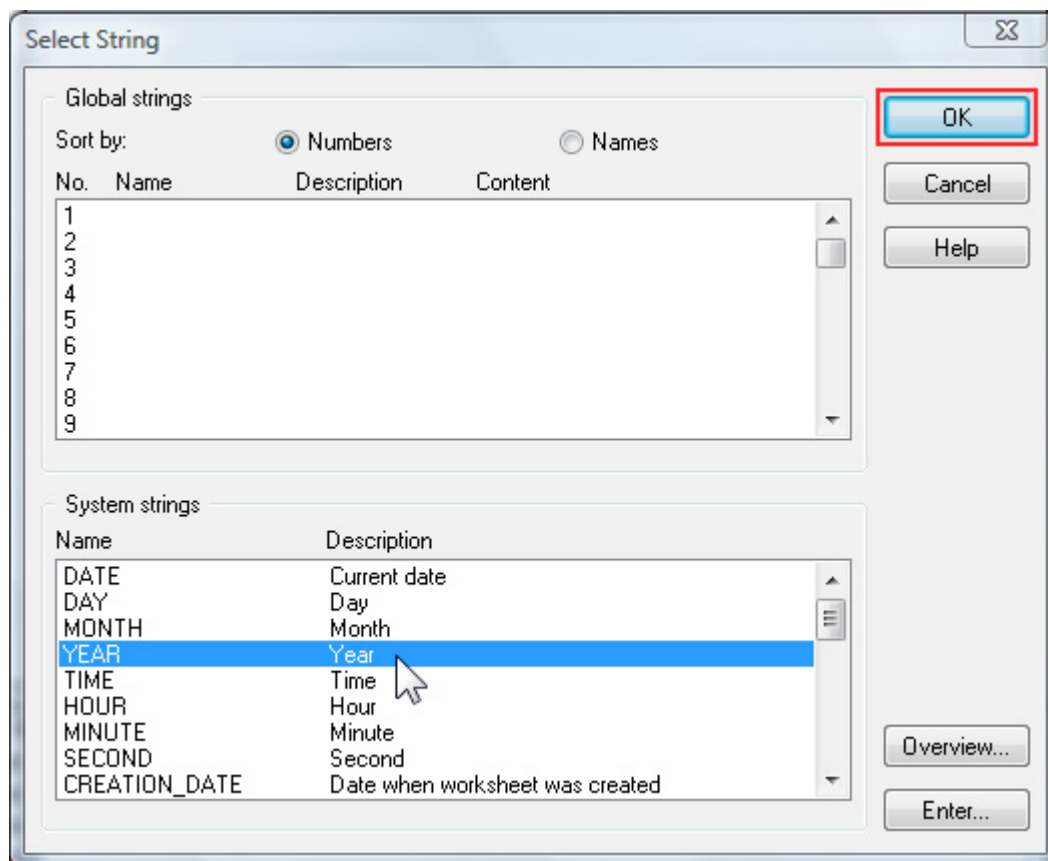 Select String
Global strings
OK
Sort by: Numbers Names
No. Name Description Content
Cancel
1
2
Help
3
4
5
6
7
8
9
System strings
Name Description
DATE Current date
DAY Day
MONTH Month
YEAR Year
TIME Time
HOUR Hour
MINUTE Minute
SECOND Second
Overview...
CREATION_DATE Date when worksheet was created
Enter...